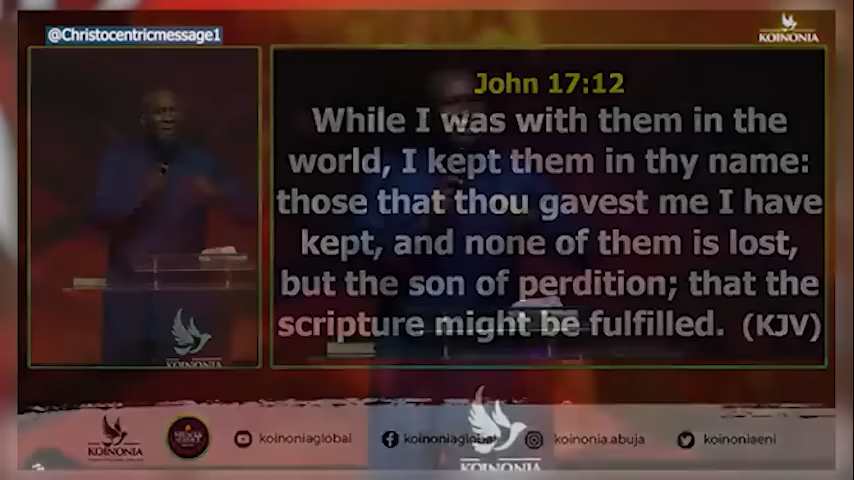 @Christocentricmessage1
KOINONIA
John 17:12
While I was with them in the
world, I kept them in thy name:
those that thou gavest me I have
kept, and none of them is lost,
but the son of perdition; that the
scripture might be fulfilled. (KJV)
KOINONIA
KOINONIA
koinoniaglobal
koinoniaglobal
koinonia.abuja
koinoniaeni
KOINONIA